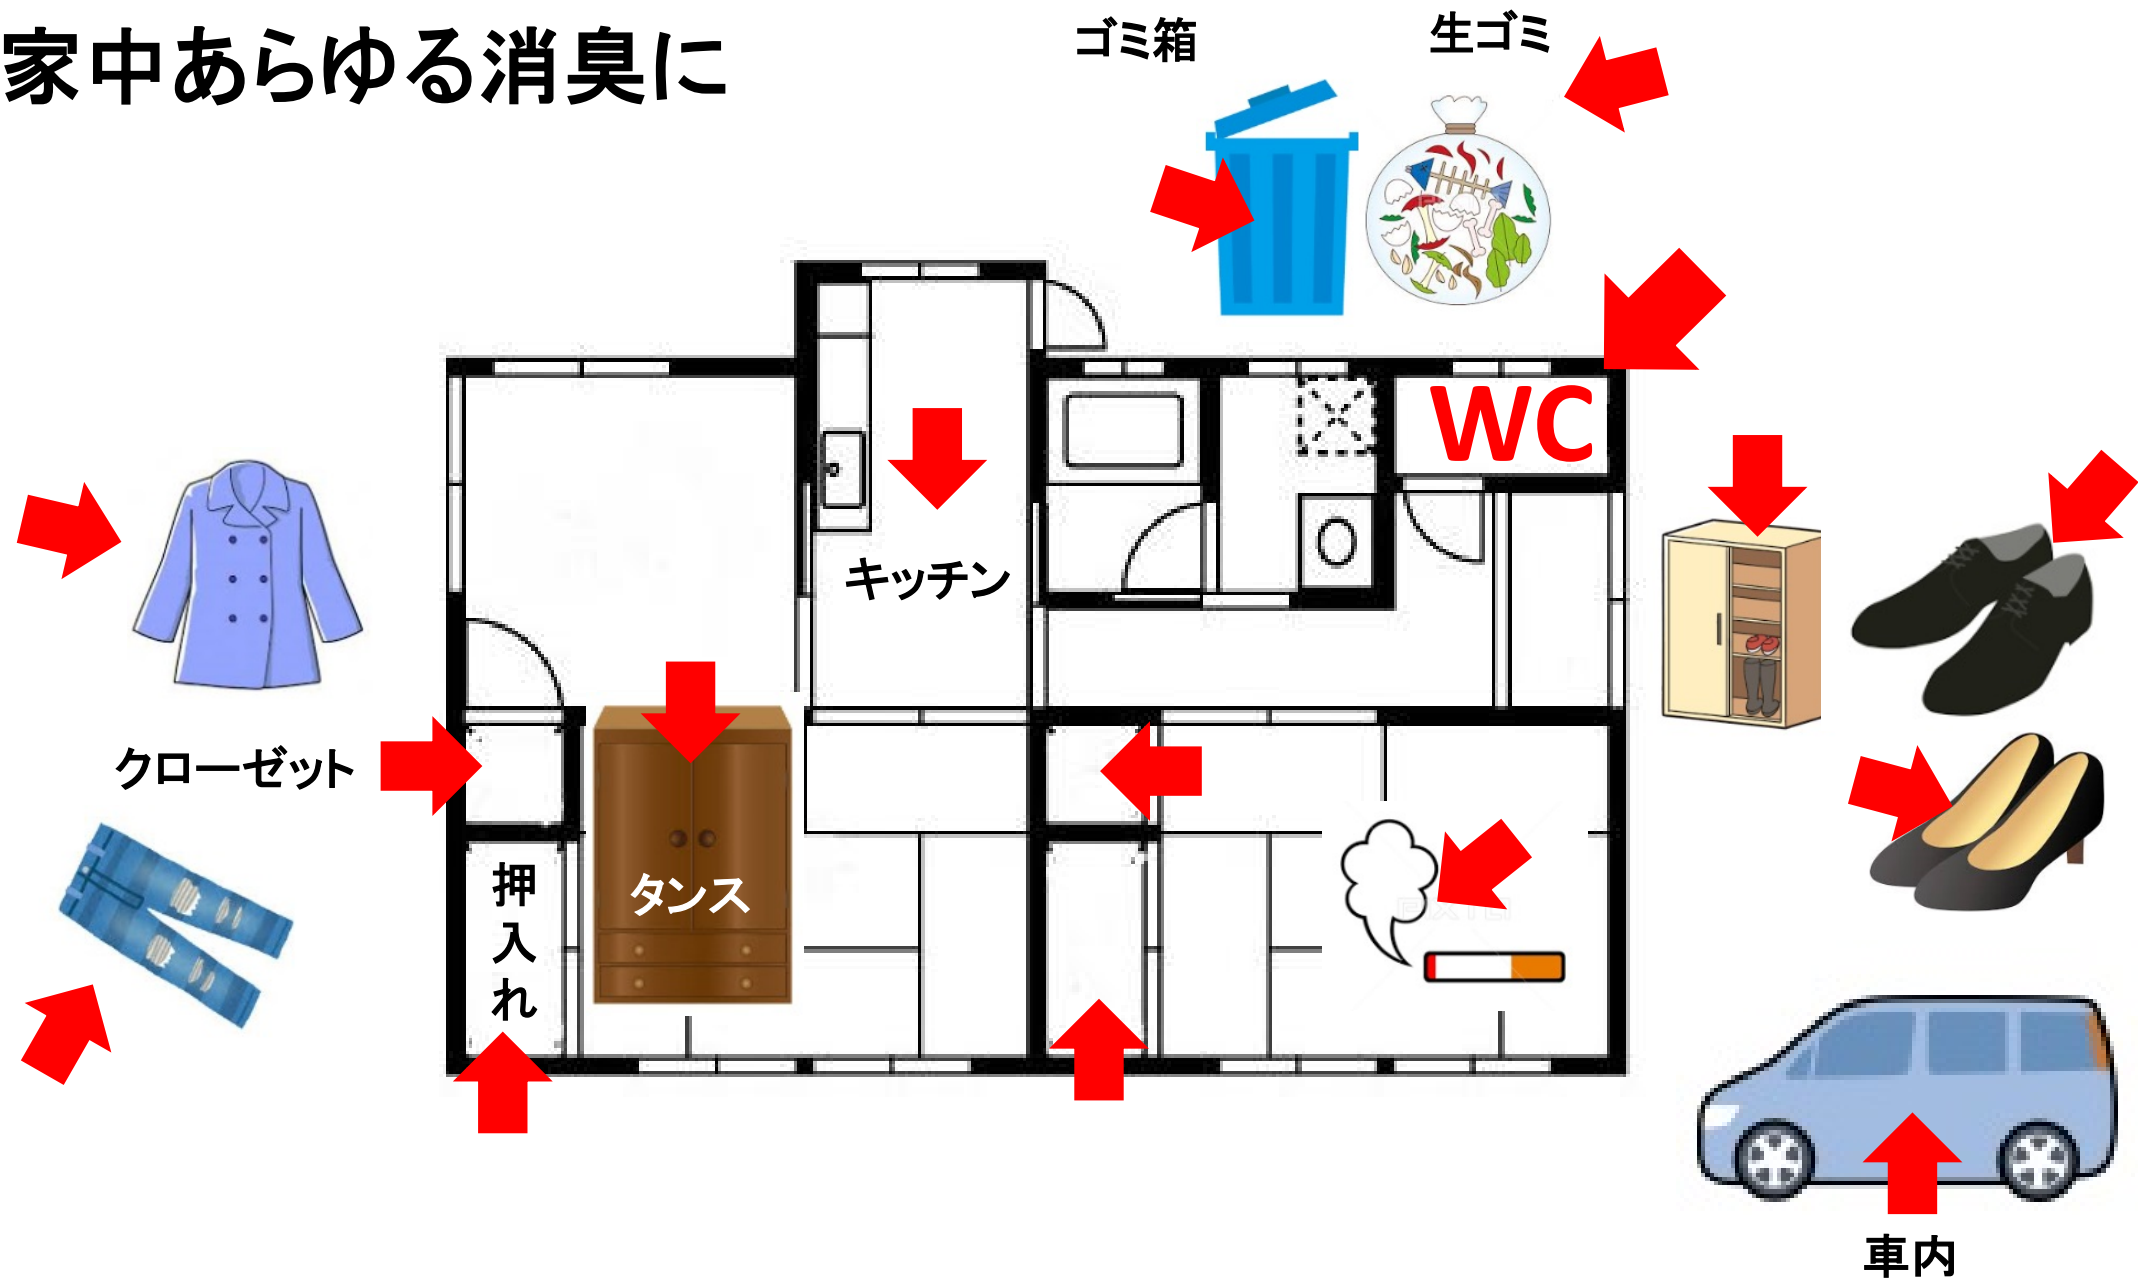 家中あらゆる消臭に
ゴミ箱
生ゴミ
WC
キッチン
クローゼット
押入れ
タンス
車内